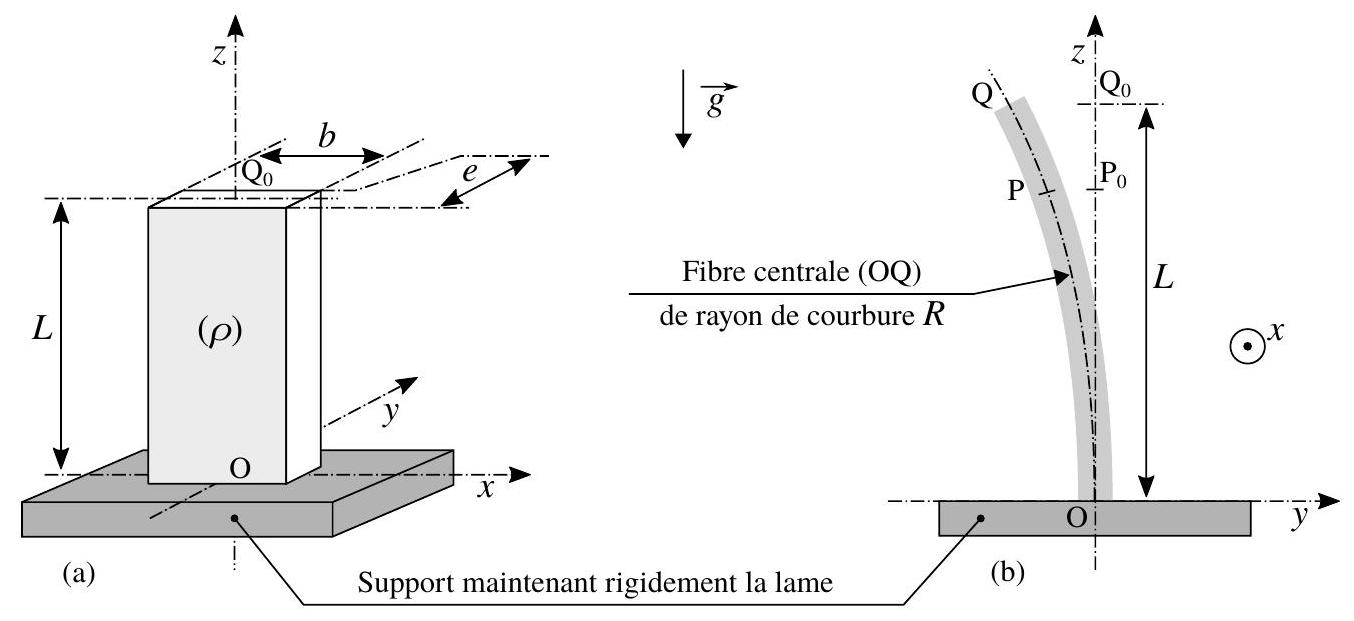 z
b
Q₀
e
L
(ρ)
y
O
x
(a)
g⃗
z
Q
Q₀
P
P₀
Fibre centrale (OQ)
de rayon de courbure R
L
x
O
y
(b)
Support maintenant rigidement la lame